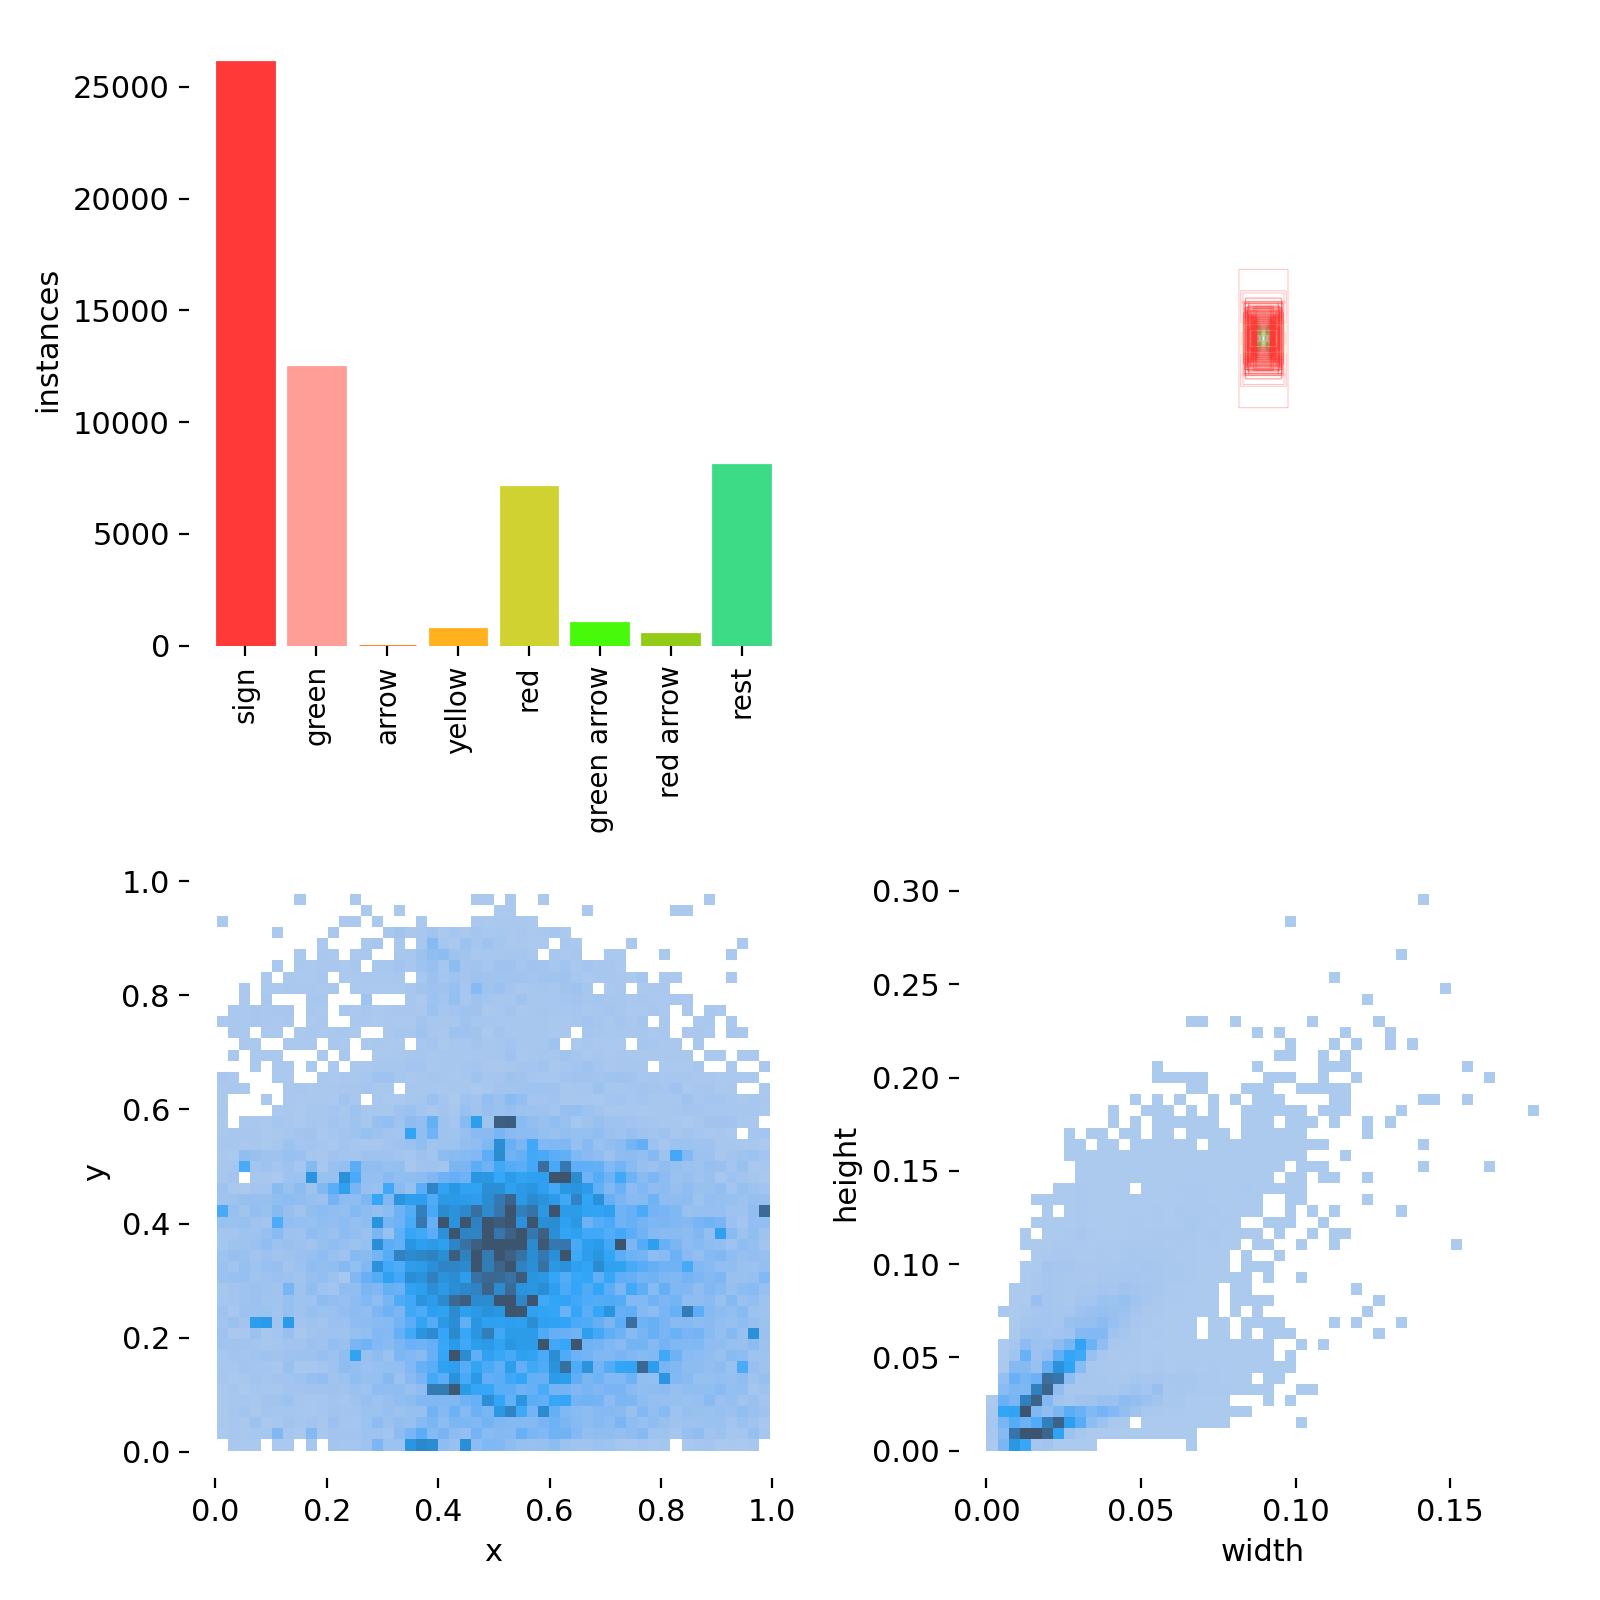 25000
20000
15000
10000
5000
0
instances
sign
green
arrow
yellow
red
green arrow
red arrow
rest
1.0
0.8
0.6
0.4
0.2
0.0
y
0.0 0.2 0.4 0.6 0.8 1.0
x
0.30
0.25
0.20
0.15
0.10
0.05
0.00
height
0.00 0.05 0.10 0.15
width